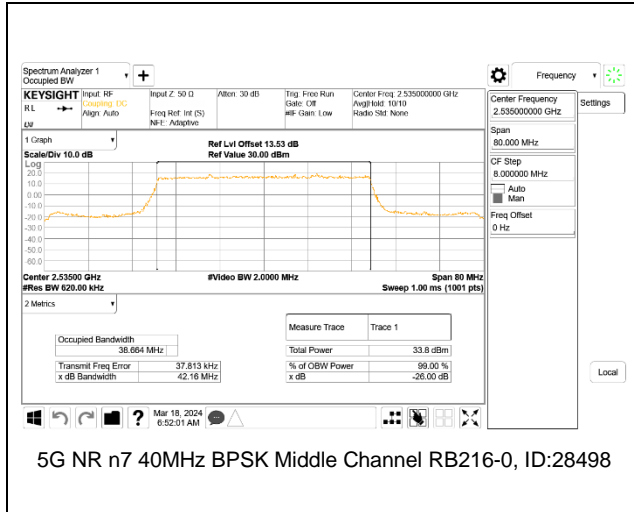 Spectrum Analyzer 1
Occupied BW
+
Frequency
KEYSIGHT
RL
Input: RF
Coupling: DC
Align: Auto
Input Z: 50 Ω
Freq Ref: Int (S)
NFE: Adaptive
Atten: 30 dB
Trig: Free Run
Gate: Off
#IF Gain: Low
Center Freq: 2.535000000 GHz
Avg|Hold: 10/10
Radio Std: None
Center Frequency
2.535000000 GHz
Settings
Span
80.000 MHz
CF Step
8.000000 MHz
Auto
Man
Freq Offset
0 Hz
Local
1 Graph
Scale/Div 10.0 dB
Ref Lvl Offset 13.53 dB
Ref Value 30.00 dBm
Log
20.0
10.0
0.00
-10.0
-20.0
-30.0
-40.0
-50.0
-60.0
Center 2.53500 GHz
#Video BW 2.0000 MHz
Span 80 MHz
#Res BW 620.00 kHz
Sweep 1.00 ms (1001 pts)
2 Metrics
Measure Trace Trace 1
Occupied Bandwidth
38.664 MHz
Total Power 33.8 dBm
Transmit Freq Error 37.813 kHz
% of OBW Power 99.00 %
x dB Bandwidth 42.16 MHz
x dB -26.00 dB
?
Mar 18, 2024
6:52:01 AM
5G NR n7 40MHz BPSK Middle Channel RB216-0, ID:28498